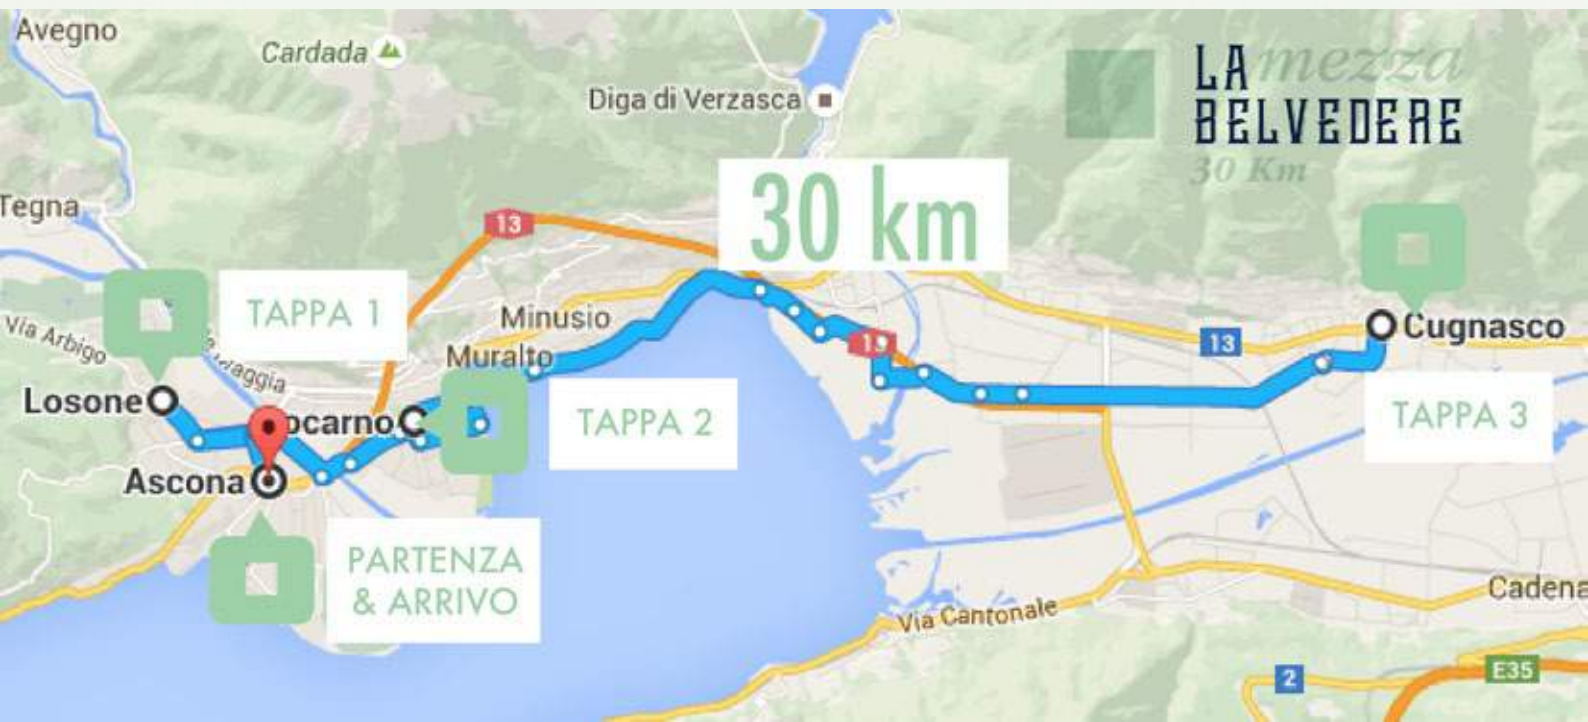 Avegno
Cardada
Diga di Verzasca
LA mezza
BELVEDERE
30 Km
Tegna
13
30 km
TAPPA 1
Via Arbigo
Minusio
Muralto
13
Cugnasco
Losone
ocarno
TAPPA 2
TAPPA 3
Ascona
PARTENZA
& ARRIVO
Via Cantonale
Cadena
2
E35